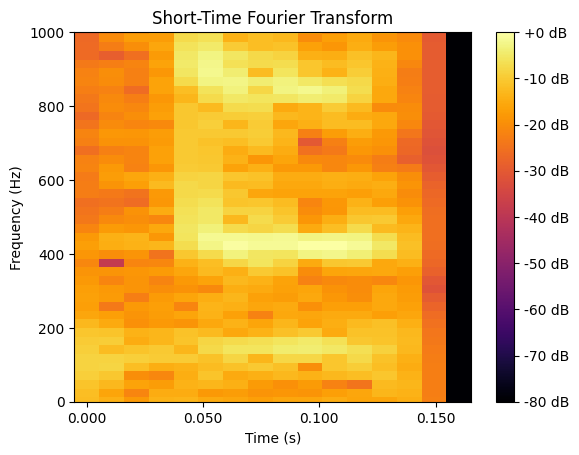 Short-Time Fourier Transform
1000
800
600
400
200
0
Frequency (Hz)
0.000
0.050
0.100
0.150
Time (s)
+0 dB
-10 dB
-20 dB
-30 dB
-40 dB
-50 dB
-60 dB
-70 dB
-80 dB